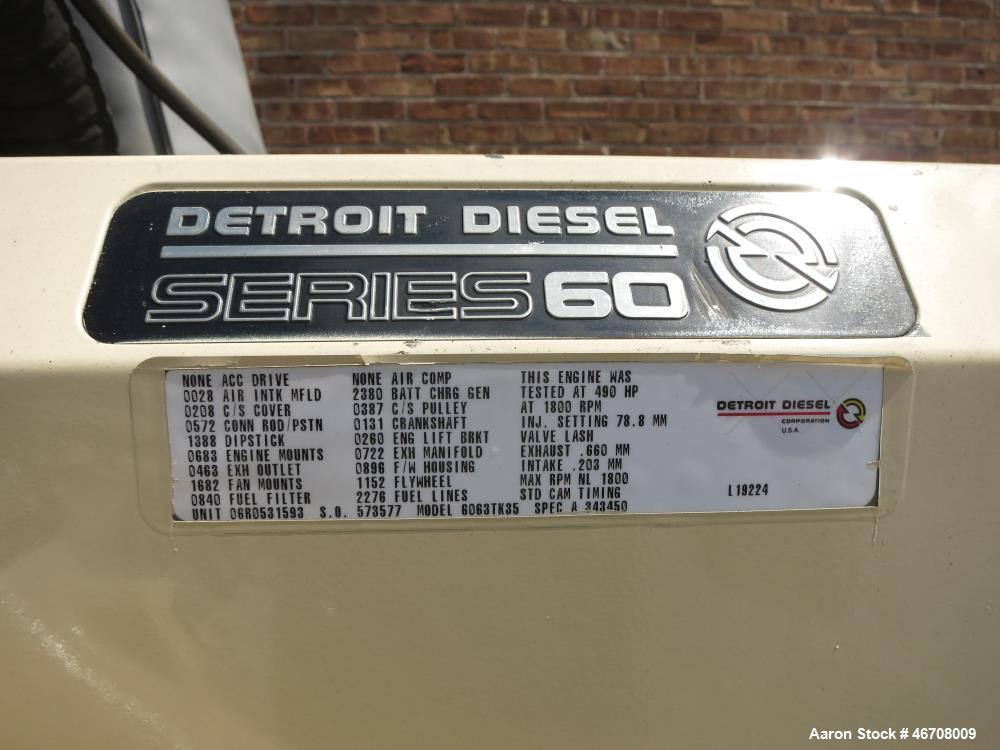 DETROIT DIESEL
SERIES 60
NONE ACC DRIVE
0028 AIR INTK MFLD
0208 C/S COVER
0572 CONN ROD/PSTN
1388 DIPSTICK
0683 ENGINE MOUNTS
0463 EXH OUTLET
1682 FAN MOUNTS
0840 FUEL FILTER
NONE AIR COMP
2380 BATT CHRG GEN
0387 C/S PULLEY
0131 CRANKSHAFT
0260 ENG LIFT BRKT
0722 EXH MANIFOLD
0896 F/W HOUSING
1152 FLYWHEEL
2276 FUEL LINES
THIS ENGINE WAS
TESTED AT 490 HP
AT 1800 RPM
INJ. SETTING 78.8 MM
VALVE LASH
EXHAUST .660 MM
INTAKE .203 MM
MAX RPM NL 1800
STD CAM TIMING
UNIT 06R0531593 S.O. 573577 MODEL 6063TK35 SPEC A 343450
DETROIT DIESEL
CORPORATION
U.S.A.
L19224
Aaron Stock # 46708009